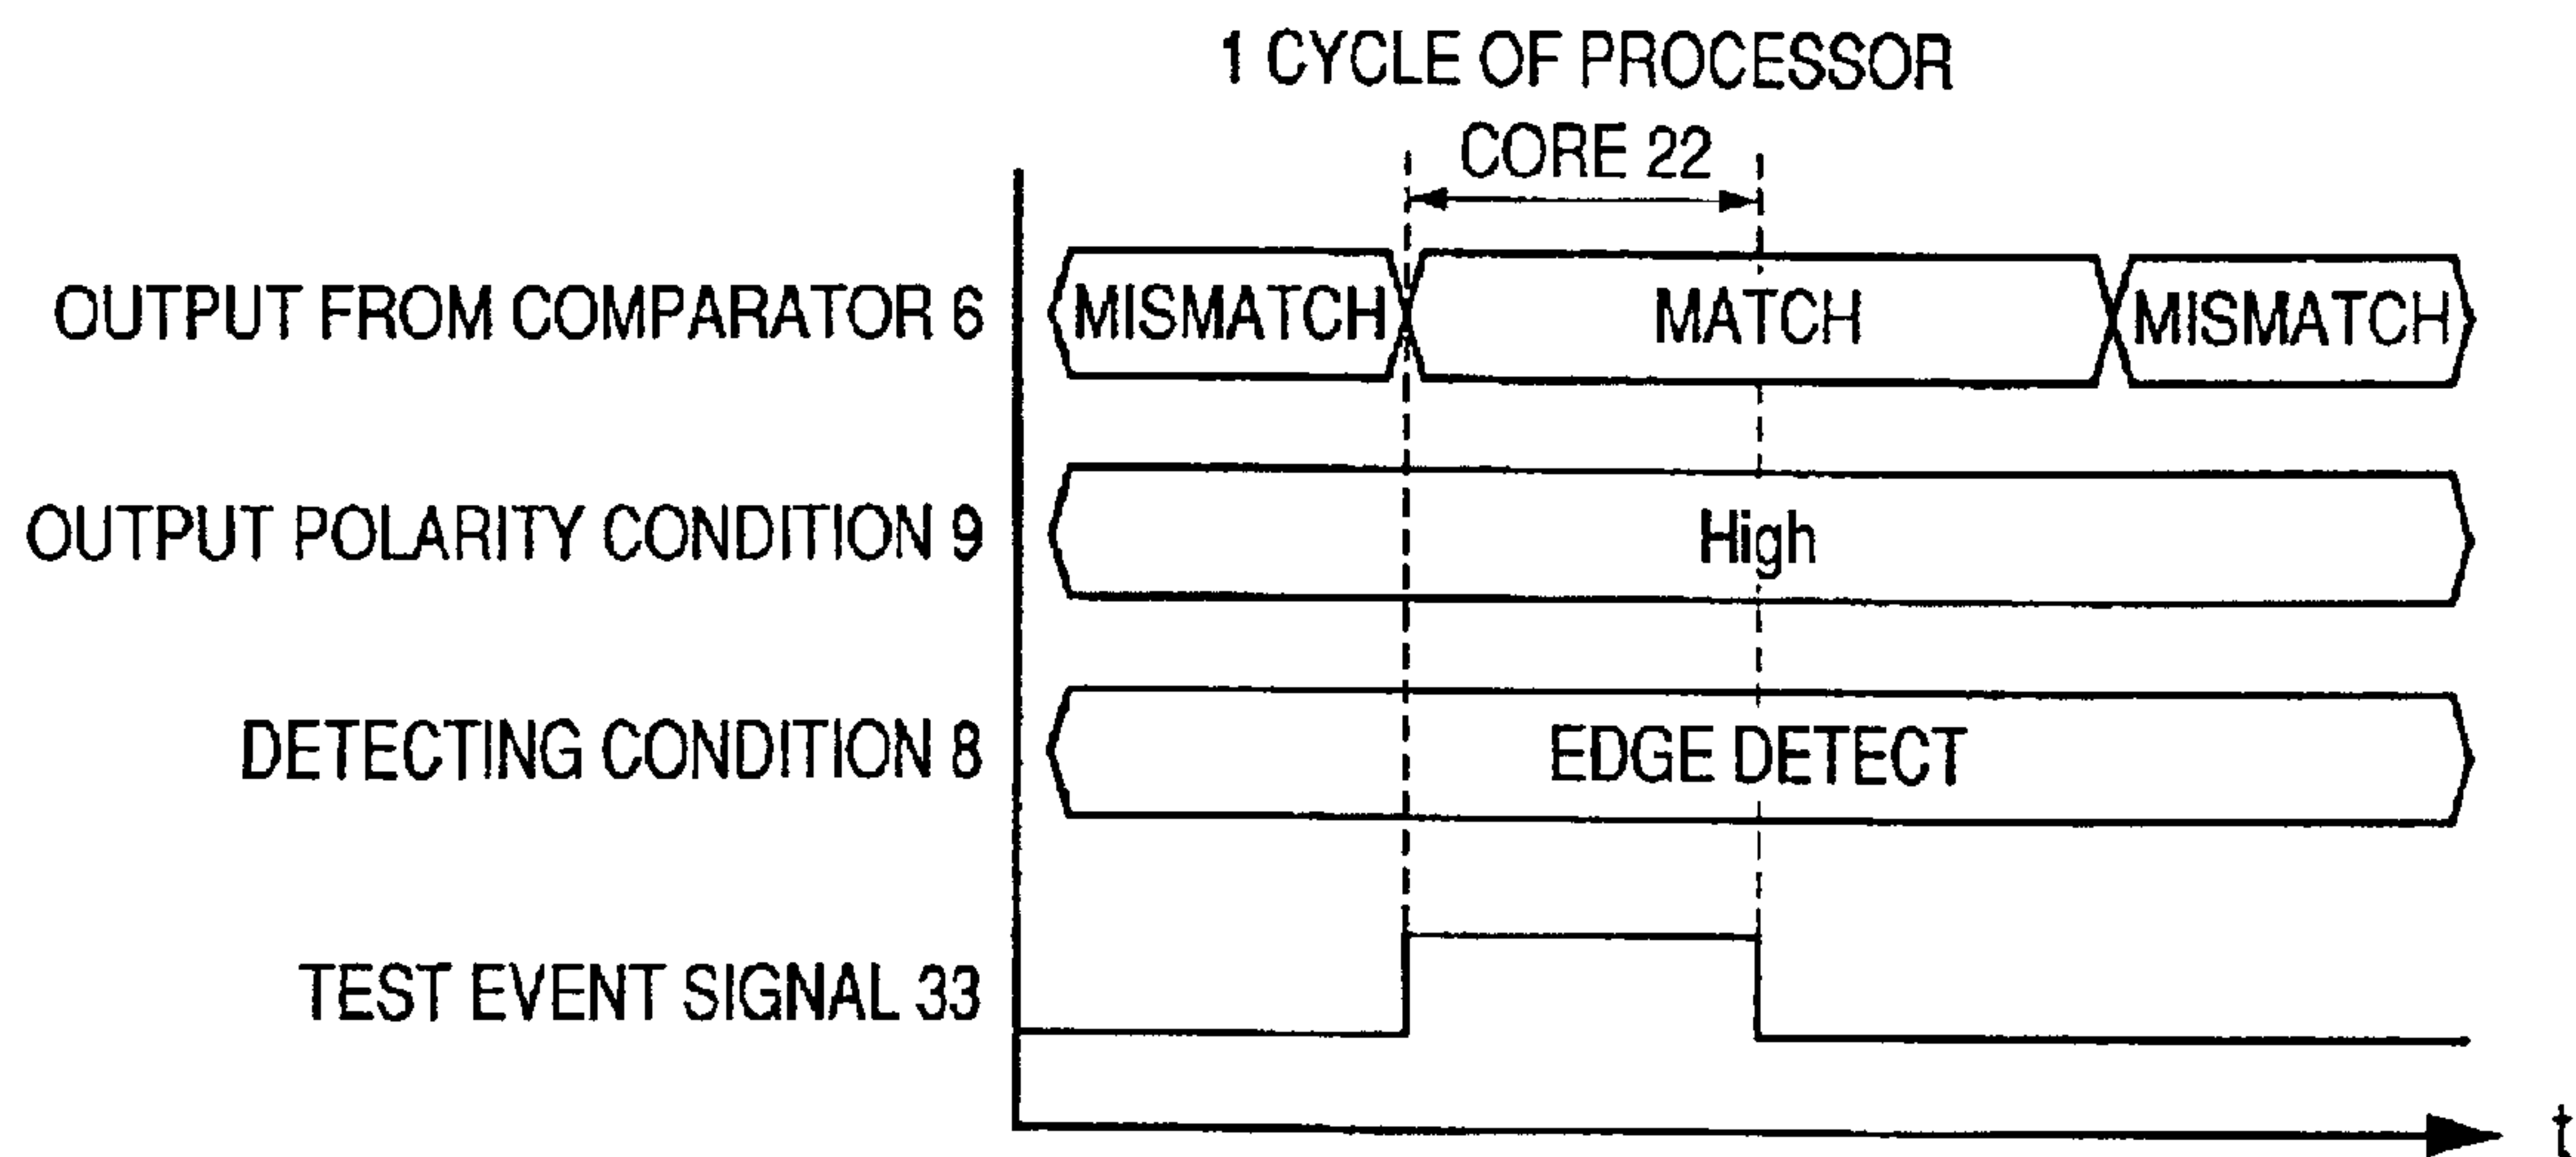 1 CYCLE OF PROCESSOR
CORE 22
OUTPUT FROM COMPARATOR 6 MISMATCH MATCH MISMATCH
OUTPUT POLARITY CONDITION 9 High
DETECTING CONDITION 8 EDGE DETECT
TEST EVENT SIGNAL 33
t